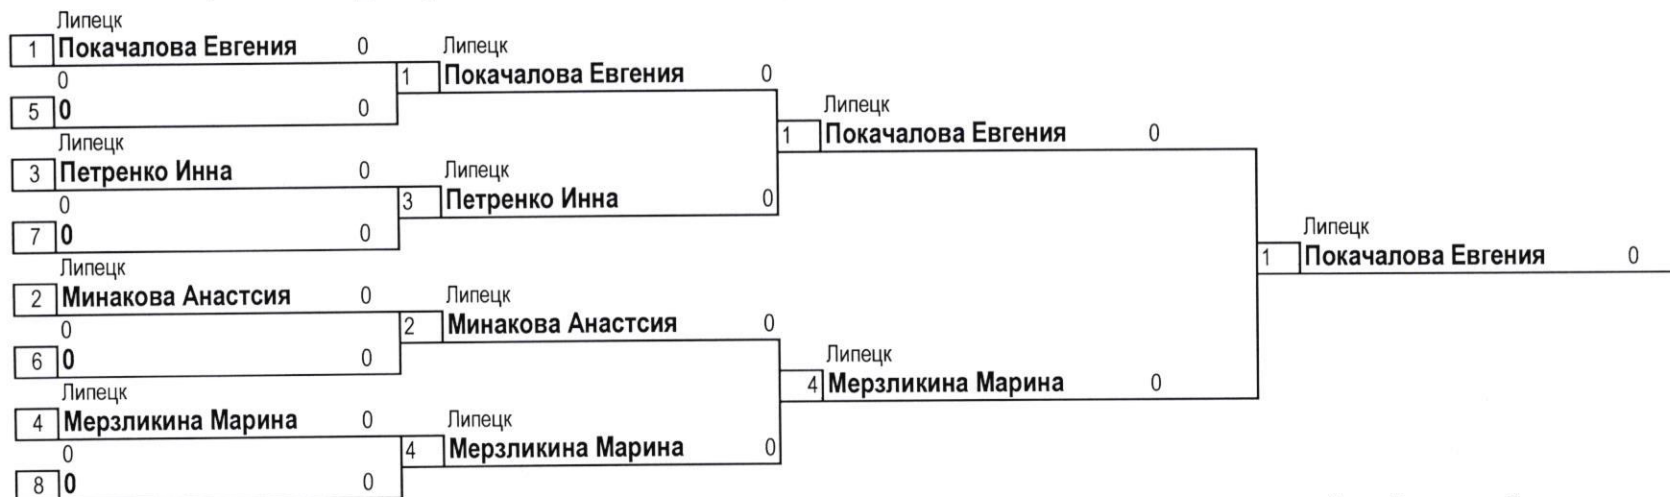 Липецк
1 Покачалова Евгения 0
0
5 0 0
Липецк
3 Петренко Инна 0
0
7 0 0
Липецк
2 Минакова Анастсия 0
0
6 0 0
Липецк
4 Мерзликина Марина 0
0
8 0 0
Липецк
1 Покачалова Евгения 0
Липецк
3 Петренко Инна 0
Липецк
2 Минакова Анастсия 0
Липецк
4 Мерзликина Марина 0
Липецк
1 Покачалова Евгения 0
Липецк
4 Мерзликина Марина 0
Липецк
1 Покачалова Евгения 0